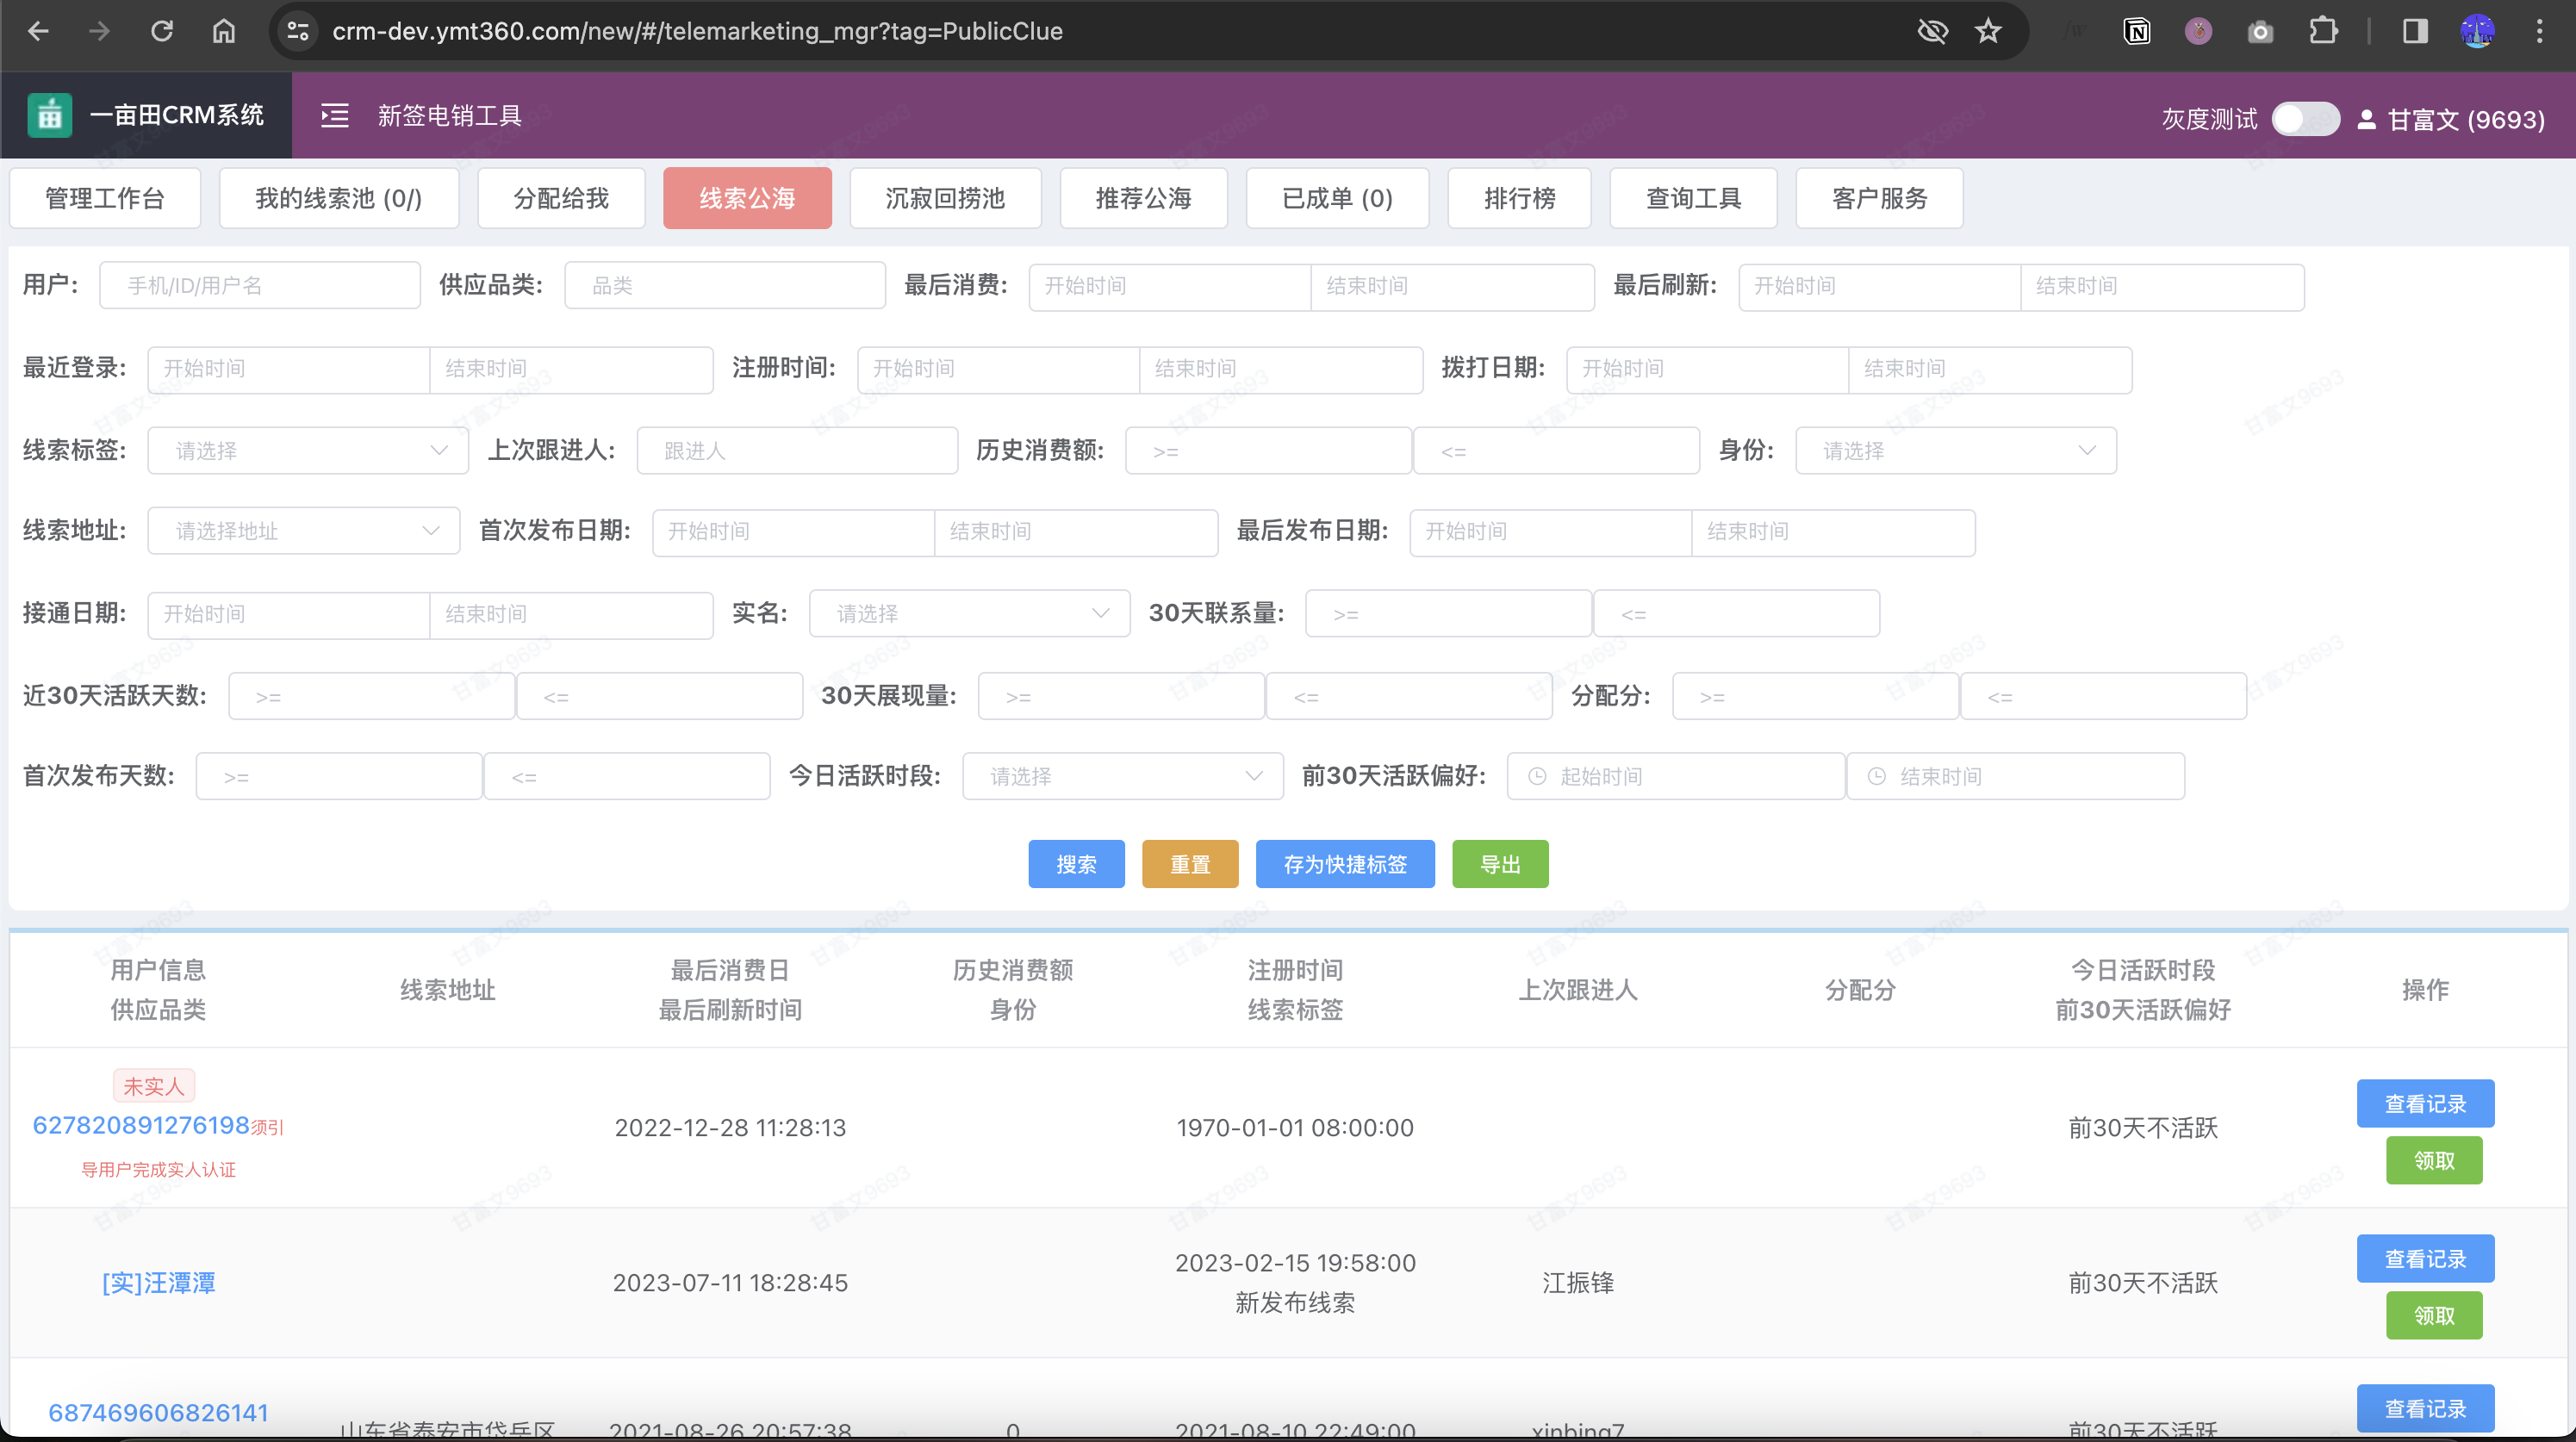 crm-dev.ymt360.com/new/#/telemarketing_mgr?tag=PublicClue
一亩田CRM系统 新签电销工具 灰度测试 甘富文 (9693)
管理工作台 我的线索池 (0/) 分配给我 线索公海 沉寂回捞池 推荐公海 已成单 (0) 排行榜 查询工具 客户服务
用户: 手机/ID/用户名 供应品类: 品类 最后消费: 开始时间 结束时间 最后刷新: 开始时间 结束时间
最近登录: 开始时间 结束时间 注册时间: 开始时间 结束时间 拨打日期: 开始时间 结束时间
线索标签: 请选择 上次跟进人: 跟进人 历史消费额: >= <= 身份: 请选择
线索地址: 请选择地址 首次发布日期: 开始时间 结束时间 最后发布日期: 开始时间 结束时间
接通日期: 开始时间 结束时间 实名: 请选择 30天联系量: >= <=
近30天活跃天数: >= <= 30天展现量: >= <= 分配分: >= <=
首次发布天数: >= <= 今日活跃时段: 请选择 前30天活跃偏好: 起始时间 结束时间
搜索 重置 存为快捷标签 导出
用户信息 最后消费日 历史消费额 注册时间 今日活跃时段
线索地址 上次跟进人 分配分 操作
供应品类 最后刷新时间 身份 线索标签 前30天活跃偏好
未实人
627820891276198须引 2022-12-28 11:28:13 1970-01-01 08:00:00 前30天不活跃 查看记录
导用户完成实人认证 领取
[实]汪潭潭 2023-07-11 18:28:45 2023-02-15 19:58:00 江振锋 前30天不活跃 查看记录
新发布线索 领取
687469606826141 查看记录
山东省泰安市岱岳区 2021-08-26 20:57:38 0 2021-08-10 22:49:00 xinbing7 前30天不活跃
甘富文9693